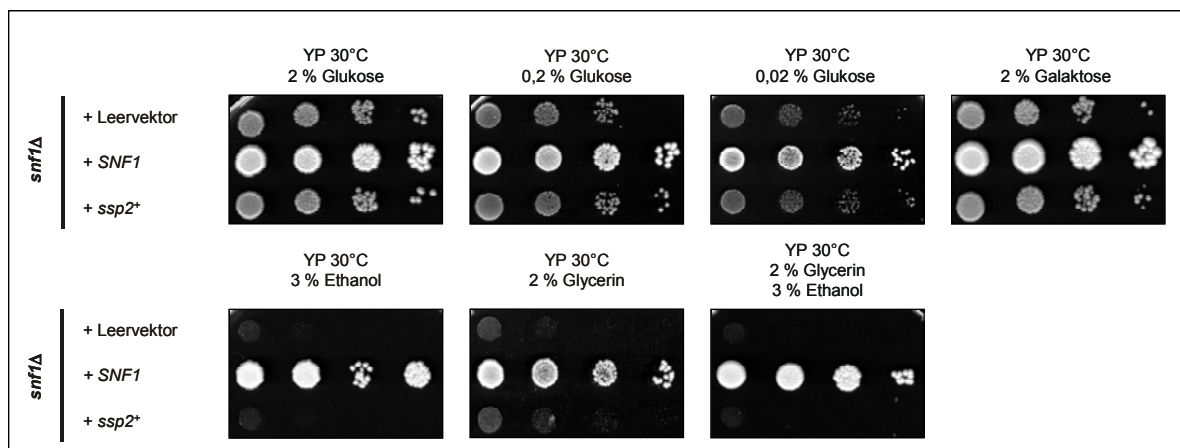 YP 30°C
2 % Glukose
YP 30°C
0,2 % Glukose
YP 30°C
0,02 % Glukose
YP 30°C
2 % Galaktose
snf1Δ
+ Leervektor
+ SNF1
+ ssp2⁺
YP 30°C
3 % Ethanol
YP 30°C
2 % Glycerin
YP 30°C
2 % Glycerin
3 % Ethanol
snf1Δ
+ Leervektor
+ SNF1
+ ssp2⁺